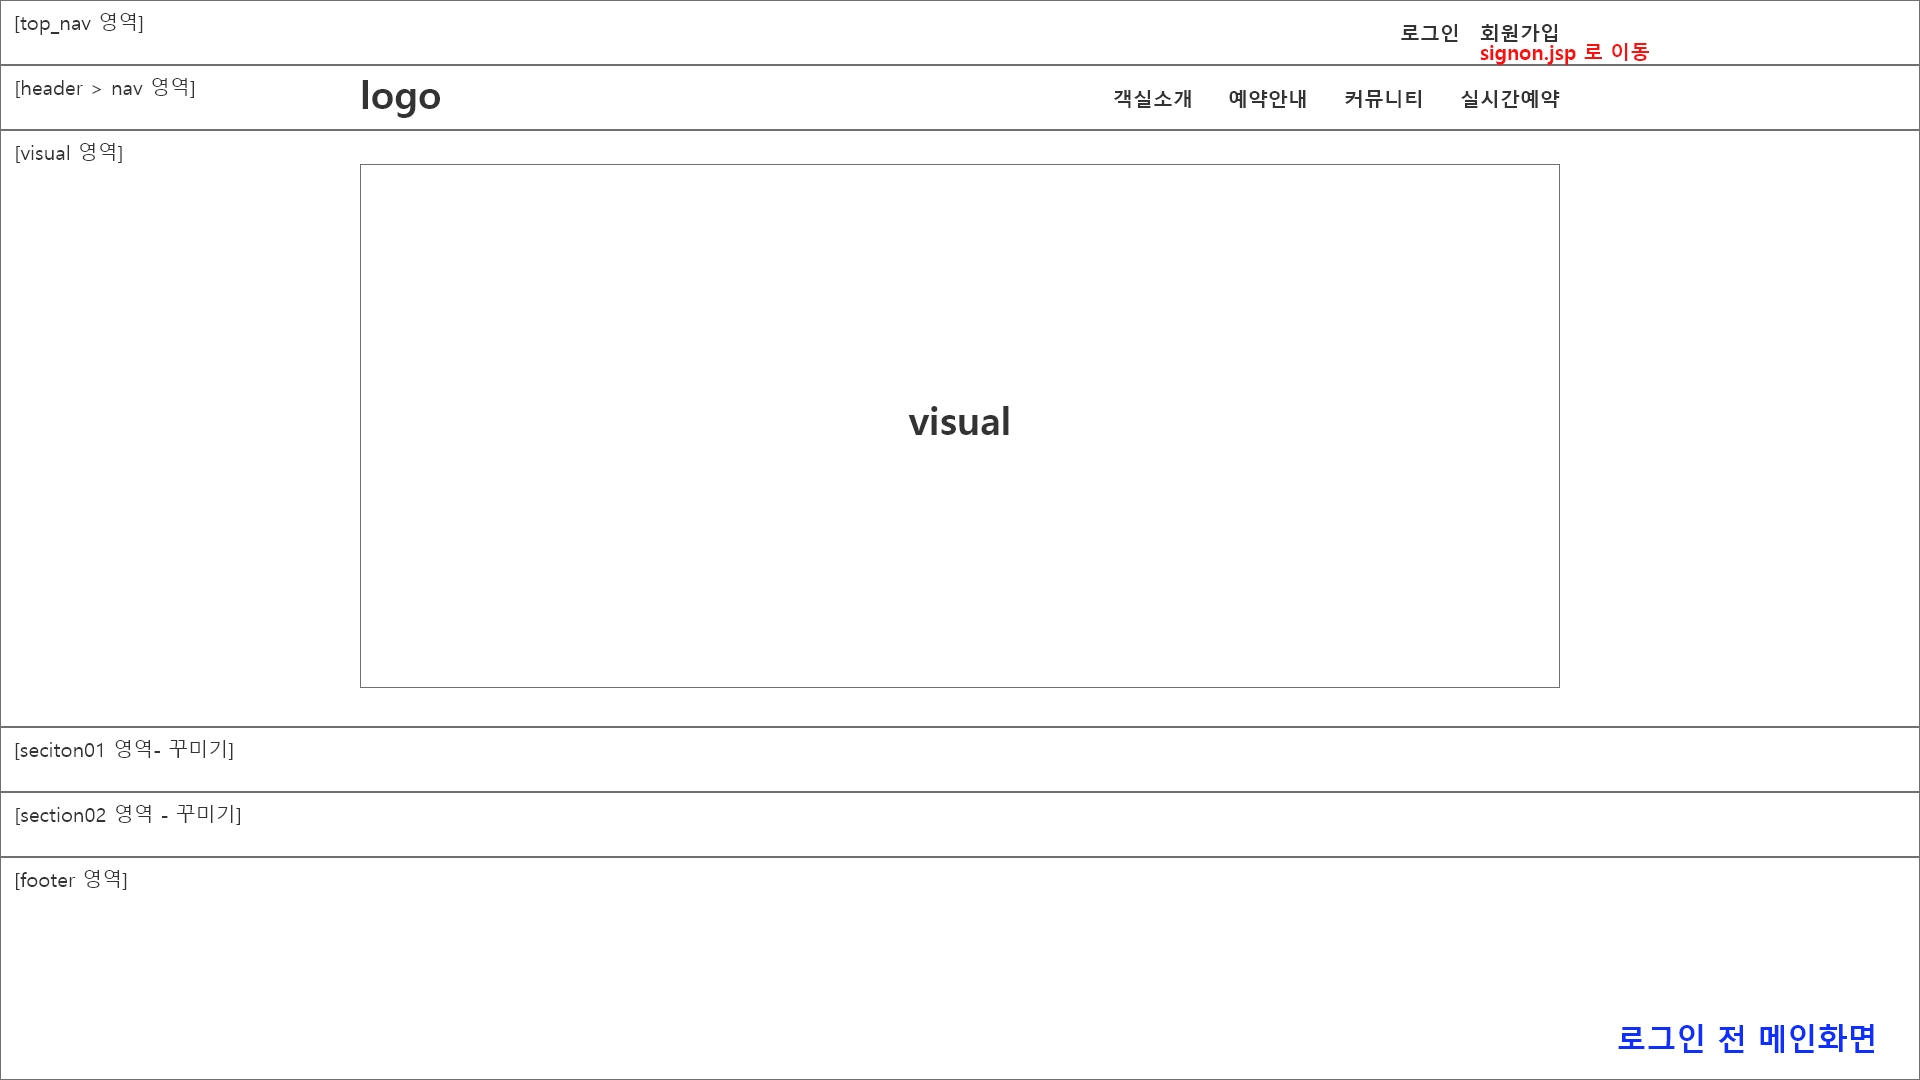 [top_nav 영역]
로그인 회원가입
signon.jsp 로 이동
[header > nav 영역]
logo
객실소개 예약안내 커뮤니티 실시간예약
[visual 영역]
visual
[seciton01 영역- 꾸미기]
[section02 영역 - 꾸미기]
[footer 영역]
로그인 전 메인화면